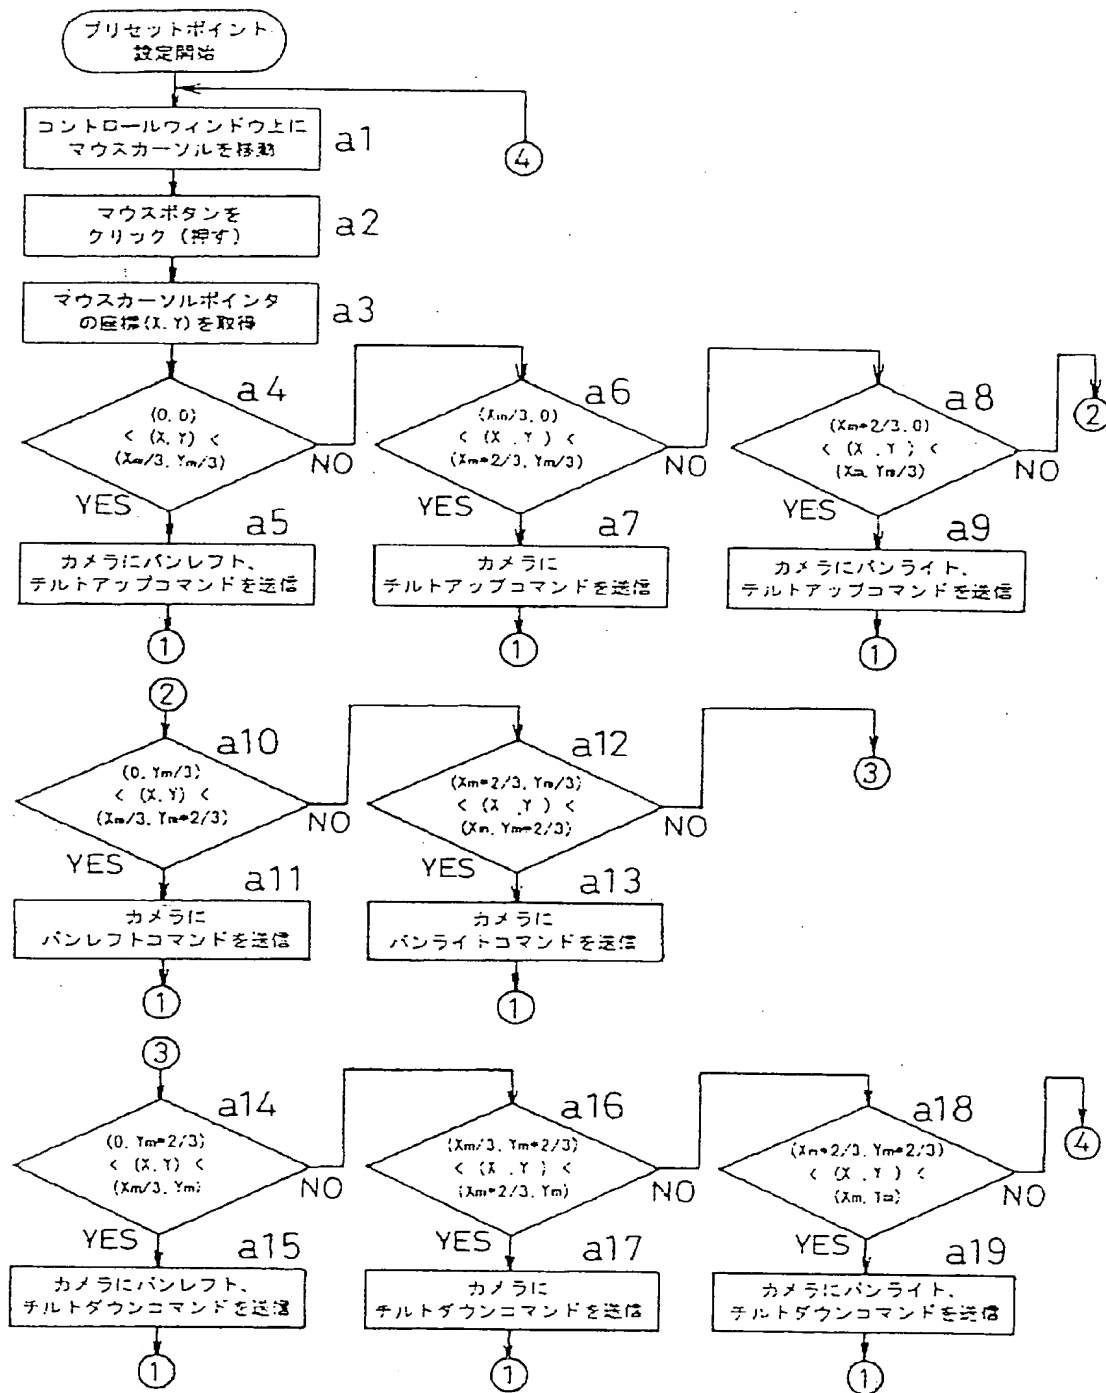 プリセットポイント
設定開始
コントロールウィンドウ上に
マウスカーソルを移動
a1
④
マウスボタンを
クリック（押す）
a2
マウスカーソルポインタ
の座標(X,Y)を取得
a3
a4
(0,0)
< (X,Y) <
(Xm/3,Ym/3)
YES
NO
a6
(Xm/3,0)
< (X,Y) <
(Xm*2/3,Ym/3)
YES
NO
a8
(Xm*2/3,0)
< (X,Y) <
(Xm,Ym/3)
YES
NO
②
a5
カメラにパンレフト、
チルトアップコマンドを送信
①
a7
カメラに
チルトアップコマンドを送信
①
a9
カメラにパンライト、
チルトアップコマンドを送信
①
②
a10
(0,Ym/3)
< (X,Y) <
(Xm/3,Ym*2/3)
YES
NO
a12
(Xm*2/3,Ym/3)
< (X,Y) <
(Xm,Ym*2/3)
YES
NO
③
a11
カメラに
パンレフトコマンドを送信
①
a13
カメラに
パンライトコマンドを送信
①
③
a14
(0,Ym*2/3)
< (X,Y) <
(Xm/3,Ym)
YES
NO
a16
(Xm/3,Ym*2/3)
< (X,Y) <
(Xm*2/3,Ym)
YES
NO
a18
(Xm*2/3,Ym*2/3)
< (X,Y) <
(Xm,Ym)
YES
NO
④
a15
カメラにパンレフト、
チルトダウンコマンドを送信
①
a17
カメラに
チルトダウンコマンドを送信
①
a19
カメラにパンライト、
チルトダウンコマンドを送信
①